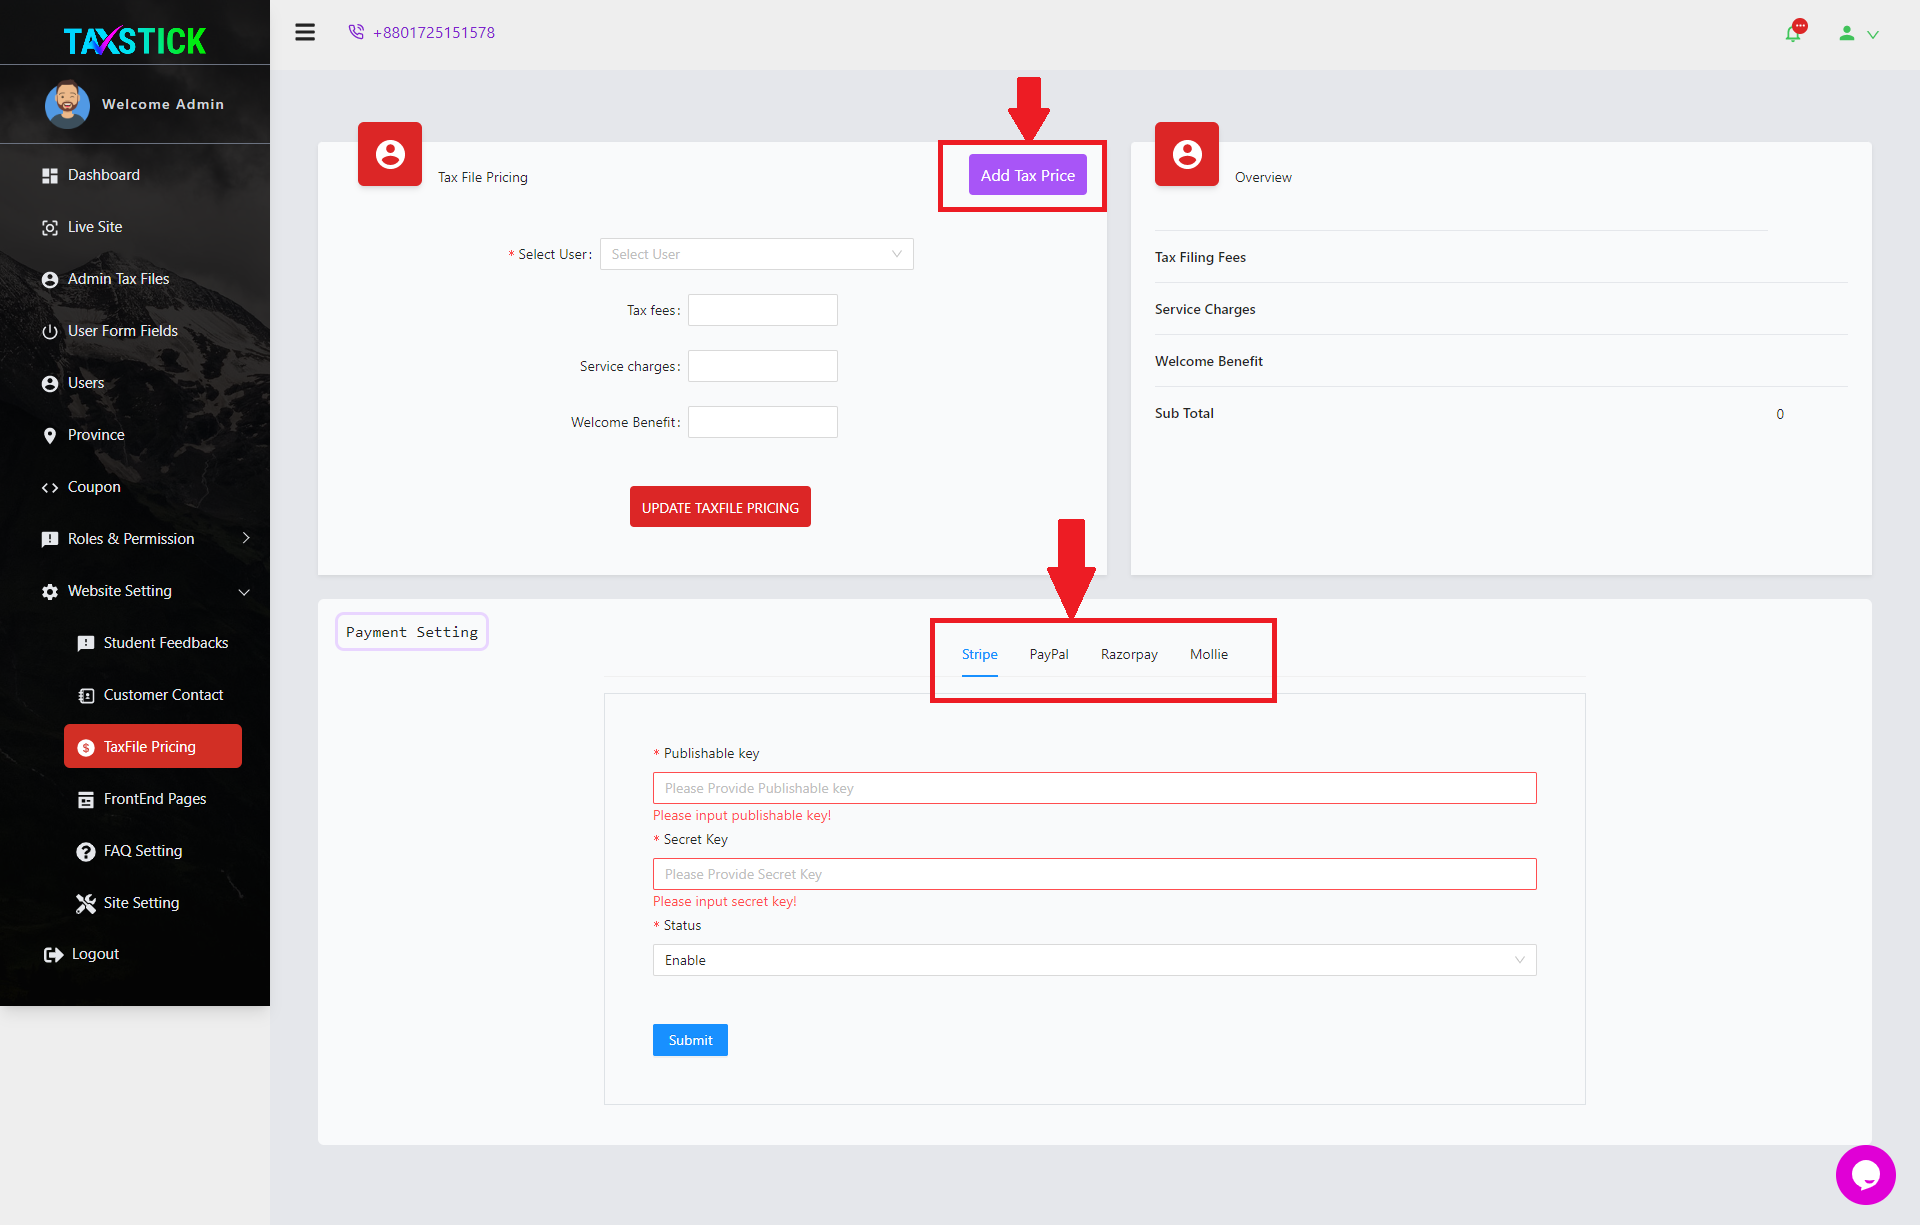 TAXSTICK
+8801725151578
Welcome Admin
Dashboard
Live Site
Admin Tax Files
User Form Fields
Users
Province
Coupon
Roles & Permission
Website Setting
Student Feedbacks
Customer Contact
TaxFile Pricing
FrontEnd Pages
FAQ Setting
Site Setting
Logout
Tax File Pricing
Add Tax Price
* Select User: Select User
Tax fees:
Service charges:
Welcome Benefit:
UPDATE TAXFILE PRICING
Overview
Tax Filing Fees
Service Charges
Welcome Benefit
Sub Total 0
Payment Setting
Stripe PayPal Razorpay Mollie
* Publishable key
Please Provide Publishable key
Please input publishable key!
* Secret Key
Please Provide Secret Key
Please input secret key!
* Status
Enable
Submit